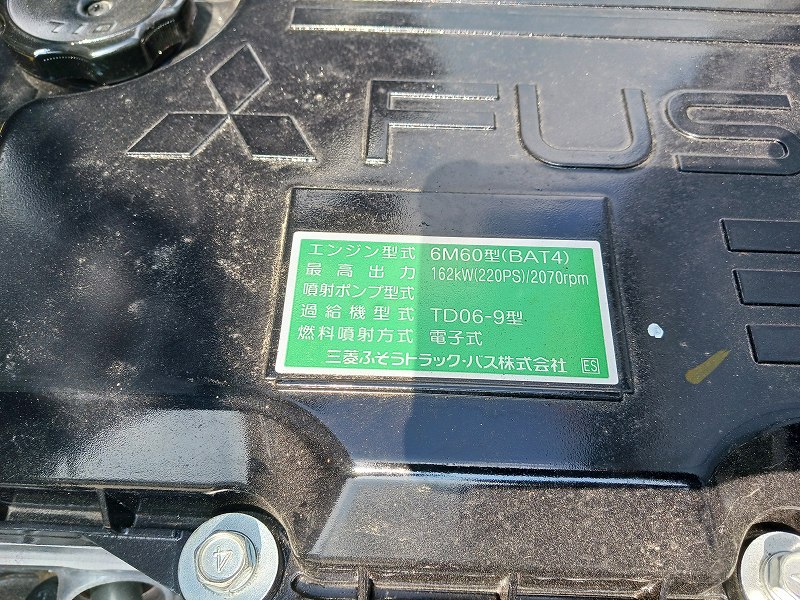 OIL
FUS
エンジン型式 6M60型(BAT4)
最高出力 162kW(220PS)/2070rpm
噴射ポンプ型式
過給機型式 TD06-9型
燃料噴射方式 電子式
三菱ふそうトラック・バス株式会社 ES
4